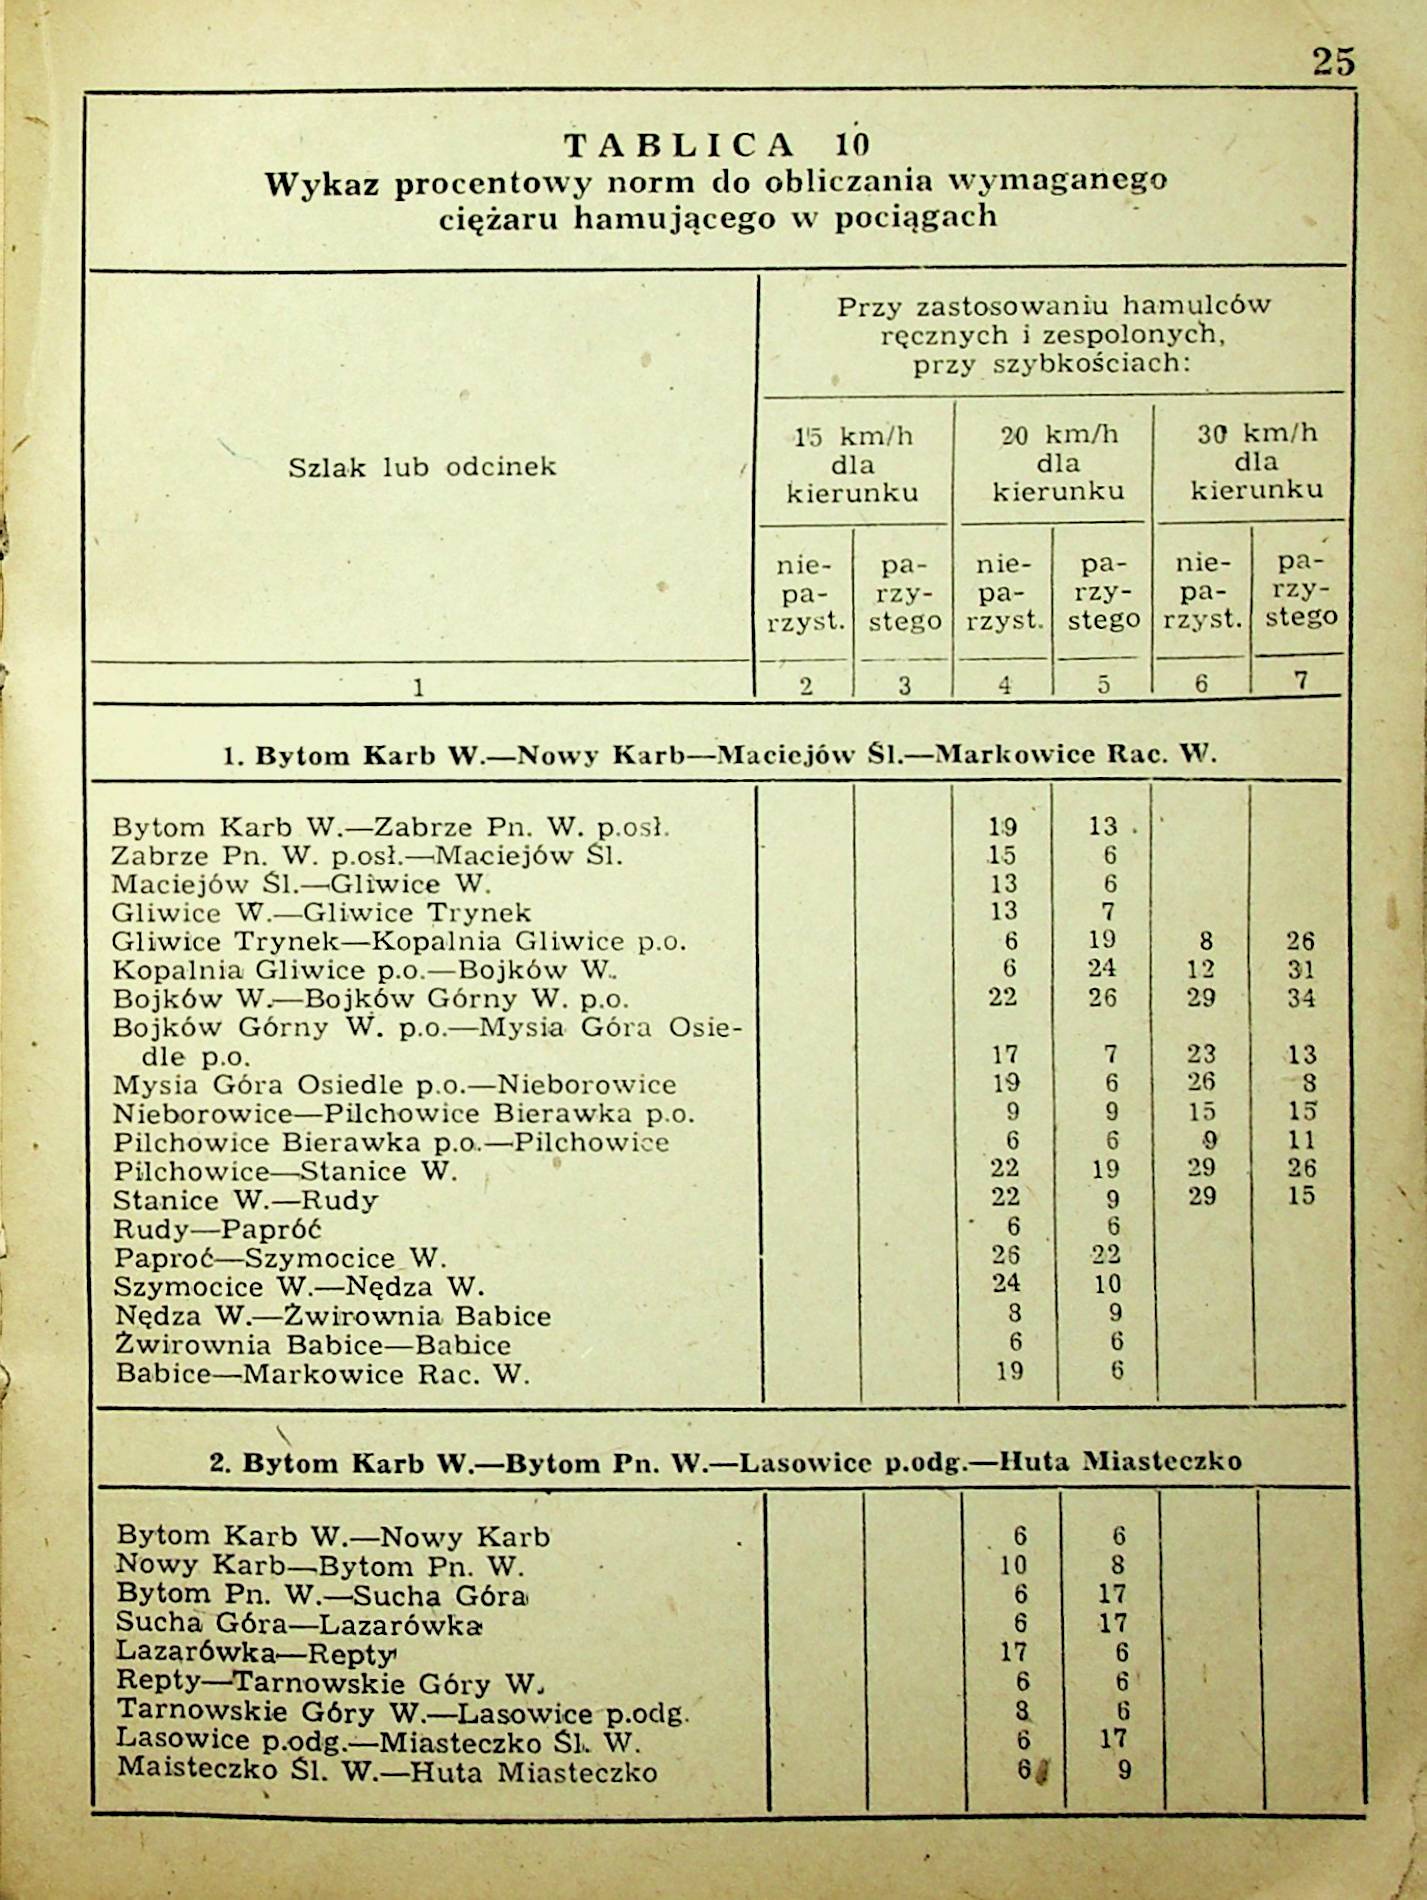 25
TABLICA 10
Wykaz procentowy norm do obliczania wymaganego
ciężaru hamującego w pociągach
Szlak lub odcinek
Przy zastosowaniu hamulców
ręcznych i zespolonych,
przy szybkościach:
15 km/h dla kierunku
20 km/h dla kierunku
30 km/h dla kierunku
nie- pa- nie- pa- nie- pa-
pa- rzy- pa- rzy- pa- rzy-
rzyst. stego rzyst. stego rzyst. stego
1 2 3 4 5 6 7
1. Bytom Karb W.—Nowy Karb—Maciejów Śl.—Markowice Rac. W.
Bytom Karb W.—Zabrze Pn. W. p.osł. 19 13
Zabrze Pn. W. p.osł.—Maciejów Śl. 15 6
Maciejów Śl.—Gliwice W. 13 6
Gliwice W.—Gliwice Trynek 13 7
Gliwice Trynek—Kopalnia Gliwice p.o. 6 19 8 26
Kopalnia Gliwice p.o.—Bojków W. 6 24 12 31
Bojków W.—Bojków Górny W. p.o. 22 26 29 34
Bojków Górny W. p.o.—Mysia Góra Osie-
dle p.o. 17 7 23 13
Mysia Góra Osiedle p.o.—Nieborowice 19 6 26 8
Nieborowice—Pilchowice Bierawka p.o. 9 9 15 15
Pilchowice Bierawka p.o.—Pilchowice 6 6 9 11
Pilchowice—Stanice W. 22 19 29 26
Stanice W.—Rudy 22 9 29 15
Rudy—Papróć 6 6
Paproć—Szymocice W. 26 22
Szymocice W.—Nędza W. 24 10
Nędza W.—Żwirownia Babice 8 9
Żwirownia Babice—Babice 6 6
Babice—Markowice Rac. W. 19 6
2. Bytom Karb W.—Bytom Pn. W.—Lasowice p.odg.—Huta Miasteczko
Bytom Karb W.—Nowy Karb 6 6
Nowy Karb—Bytom Pn. W. 10 8
Bytom Pn. W.—Sucha Góra 6 17
Sucha Góra—Lazarówka 6 17
Lazarówka—Repty 17 6
Repty—Tarnowskie Góry W. 6 6
Tarnowskie Góry W.—Lasowice p.odg. 8 6
Lasowice p.odg.—Miasteczko Śl. W. 6 17
Maisteczko Śl. W.—Huta Miasteczko 6 9